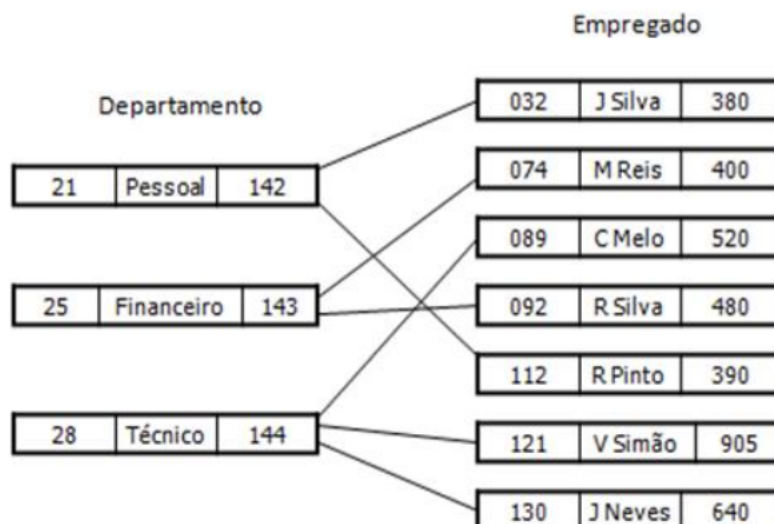 Empregado
Departamento
032 J Silva 380
074 M Reis 400
21 Pessoal 142
089 C Melo 520
25 Financeiro 143
092 R Silva 480
112 R Pinto 390
28 Técnico 144
121 V Simão 905
130 J Neves 640